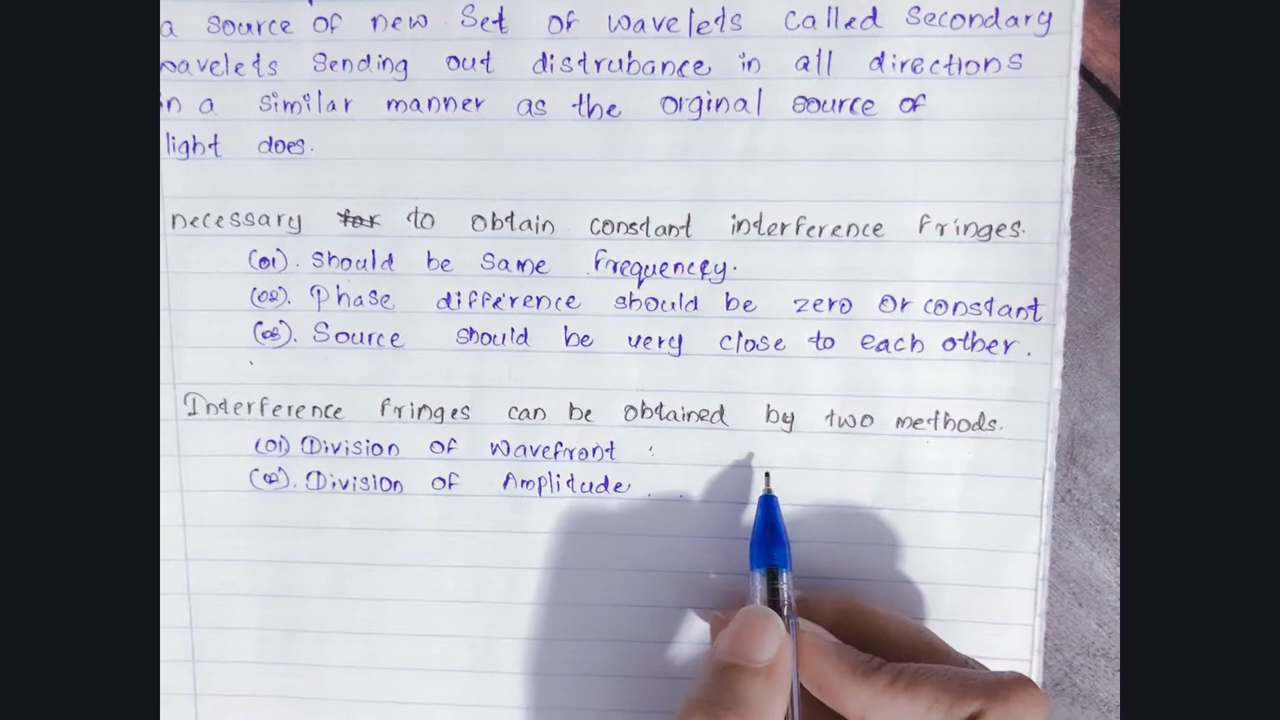 a source of new Set of wavelets called Secondary
wavelets Sending out distrubance in all directions
in a similar manner as the orginal source of
light does.
necessary for to obtain constant interference fringes.
(01). Should be Same frequencey.
(02). Phase difference should be zero Or constant
(03). Source should be very close to each other.
Interference fringes can be obtained by two methods.
(01) Division of Wavefront :
(02). Division of Amplitude . .